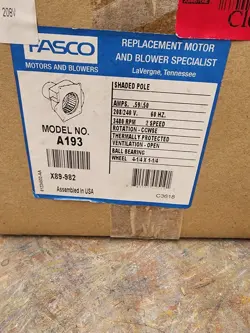 208V
FASCO
MOTORS AND BLOWERS
REPLACEMENT MOTOR
AND BLOWER SPECIALIST
LaVergne, Tennessee
SHADED POLE
AMPS. .59/.50
208/240 V. 60 HZ.
3400 RPM 2 SPEED
ROTATION - CCWSE
THERMALLY PROTECTED
VENTILATION - OPEN
BALL BEARING
WHEEL 4-1/4 X 1-1/4
MODEL NO.
A193
X89-982
Assembled in USA
C3616